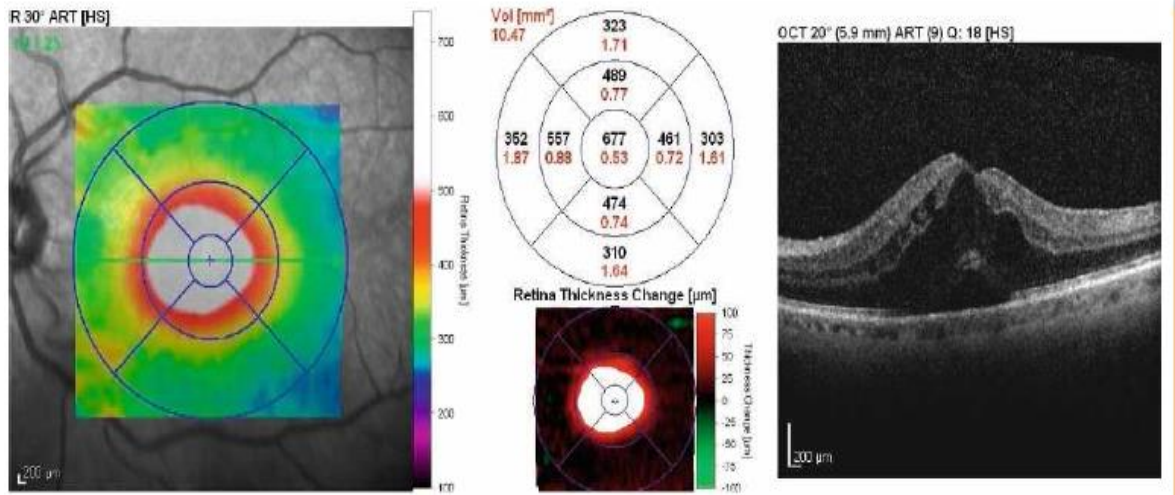 R 30° ART [HS]
700
600
500
400
300
200
100
Retina Thickness [µm]
200 µm
Vol [mm³]
10.47
323
1.71
489
0.77
352 557 677 461 303
1.87 0.88 0.53 0.72 1.61
474
0.74
310
1.64
Retina Thickness Change [µm]
100
75
50
25
0
-25
-50
-75
-100
Thickness Change [µm]
OCT 20° (5.9 mm) ART (9) Q: 18 [HS]
200 µm